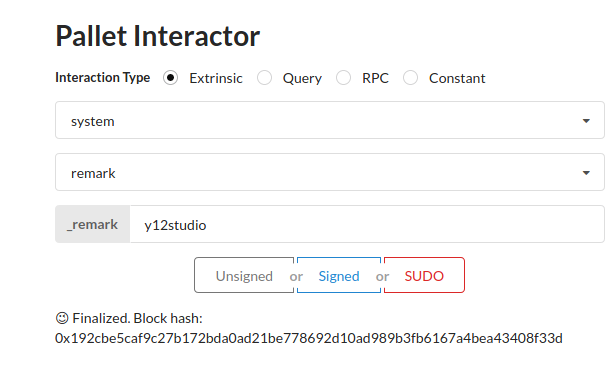 Pallet Interactor
Interaction Type Extrinsic Query RPC Constant
system
remark
_remark y12studio
Unsigned or Signed or SUDO
😉 Finalized. Block hash:
0x192cbe5caf9c27b172bda0ad21be778692d10ad989b3fb6167a4bea43408f33d